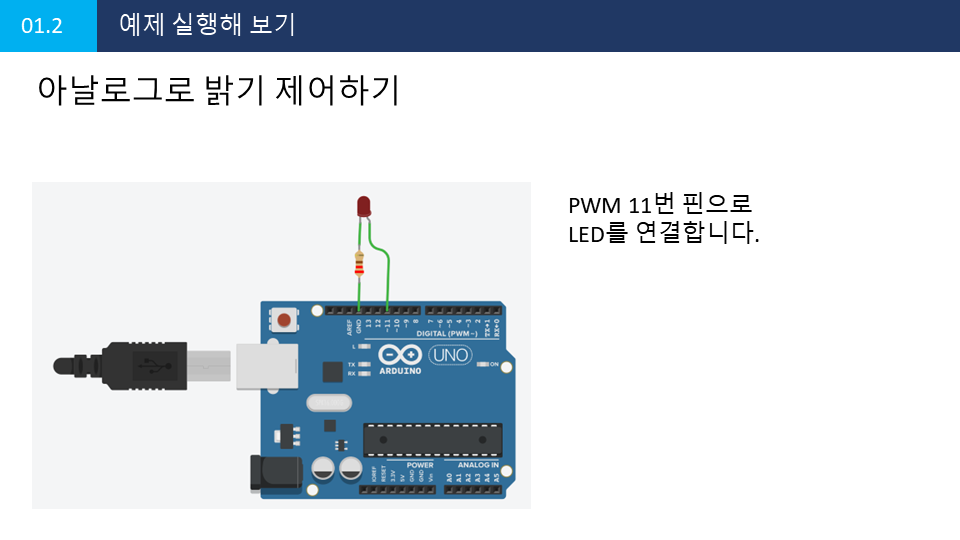 01.2
예제 실행해 보기
아날로그로 밝기 제어하기
PWM 11번 핀으로
LED를 연결합니다.
AREF
GND
13
12
~11
~10
~9
8
7
~6
~5
4
~3
2
TX→1
RX←0
DIGITAL (PWM~)
L
TX
RX
UNO
ARDUINO
ON
POWER
ANALOG IN
IOREF
RESET
3.3V
5V
GND
GND
Vin
A0
A1
A2
A3
A4
A5